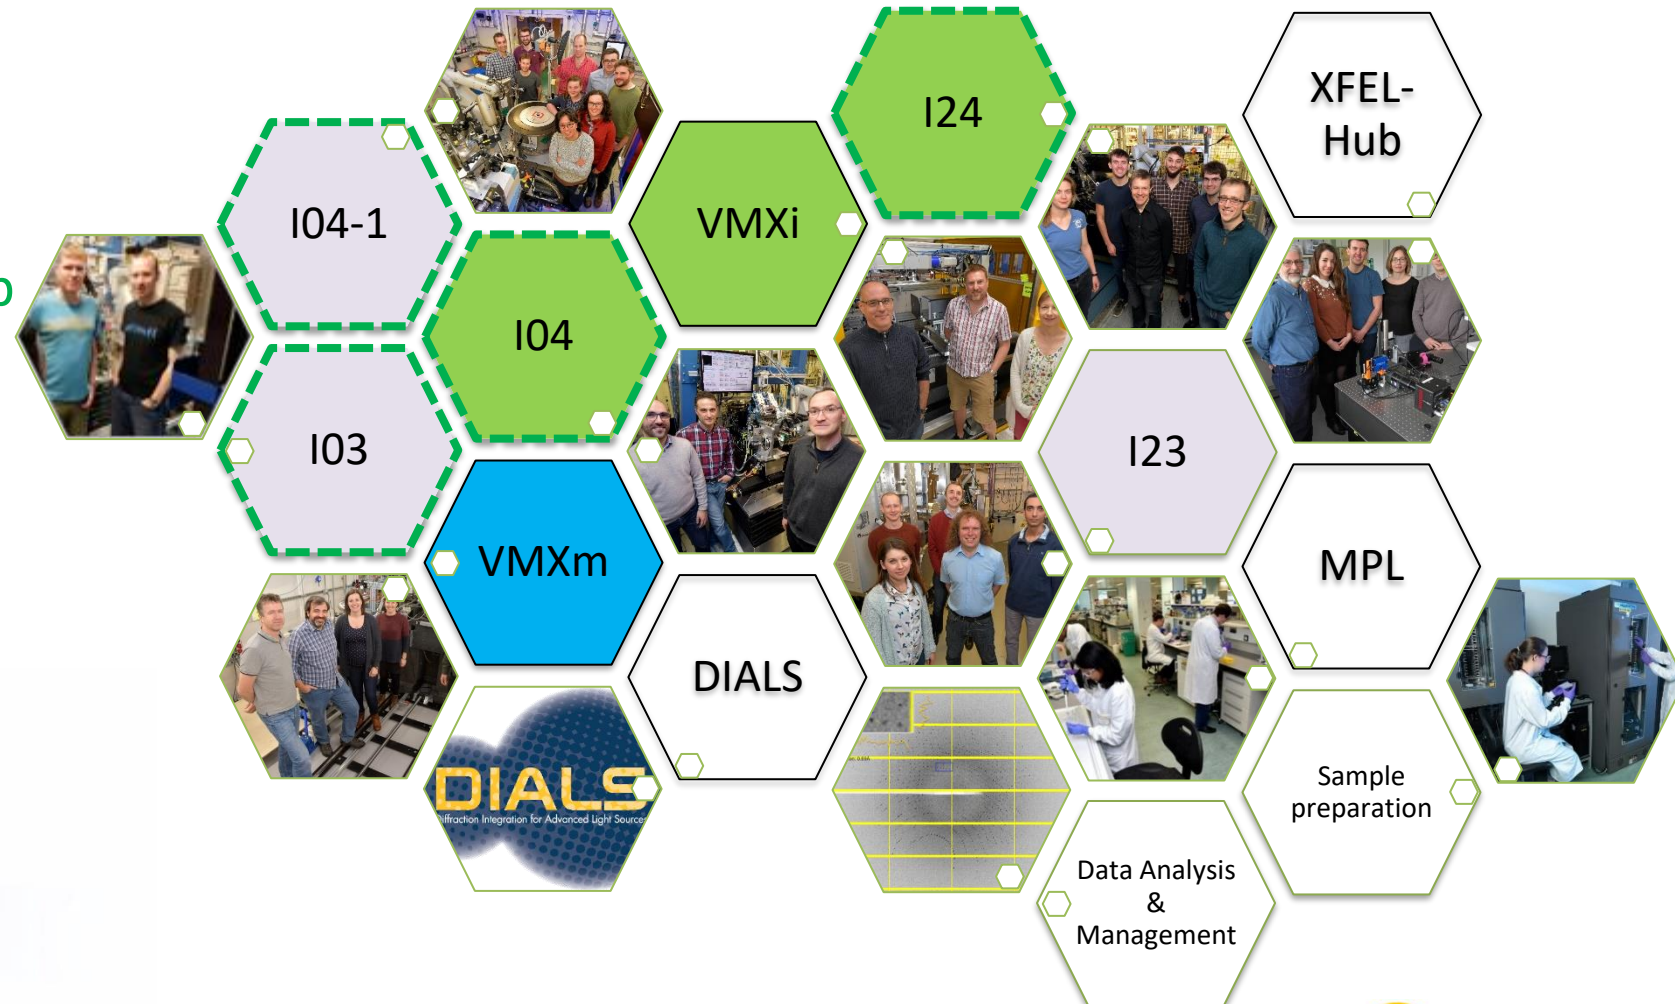 I24
XFEL-
Hub
I04-1
VMXi
I04
I03
I23
VMXm
MPL
DIALS
Sample
preparation
DIALS
Diffraction Integration for Advanced Light Sources
Data Analysis
&
Management